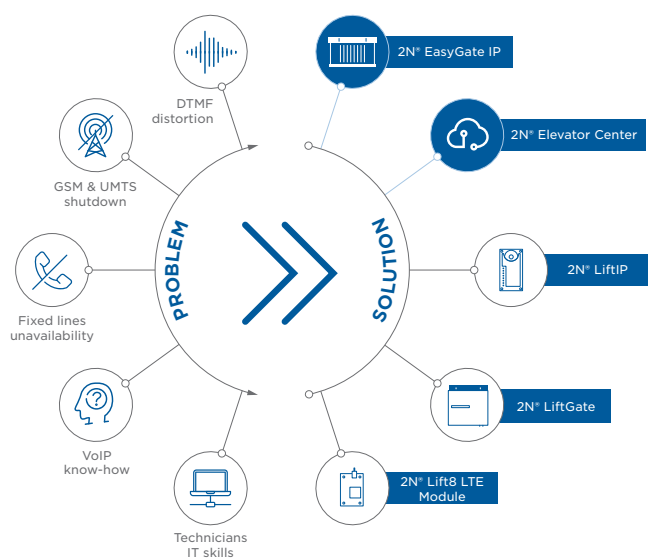 DTMF
distortion
GSM & UMTS
shutdown
Fixed lines
unavailability
VoIP
know-how
Technicians
IT skills
PROBLEM
SOLUTION
2N® EasyGate IP
2N® Elevator Center
2N® LiftIP
2N® LiftGate
2N® Lift8 LTE
Module
?